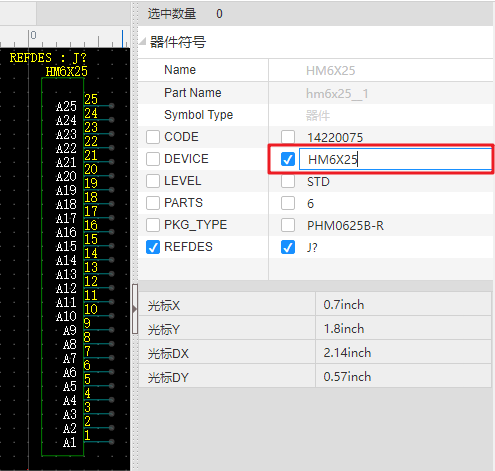 0
REFDES : J?
HM6X25
A25 25
A24 24
A23 23
A22 22
A21 21
A20 20
A19 19
A18 18
A17 17
A16 16
A15 15
A14 14
A13 13
A12 12
A11 11
A10 10
A9 9
A8 8
A7 7
A6 6
A5 5
A4 4
A3 3
A2 2
A1 1
选中数量 0
器件符号
Name HM6X25
Part Name hm6x25__1
Symbol Type 器件
CODE 14220075
DEVICE HM6X25
LEVEL STD
PARTS 6
PKG_TYPE PHM0625B-R
REFDES J?
光标X 0.7inch
光标Y 1.8inch
光标DX 2.14inch
光标DY 0.57inch